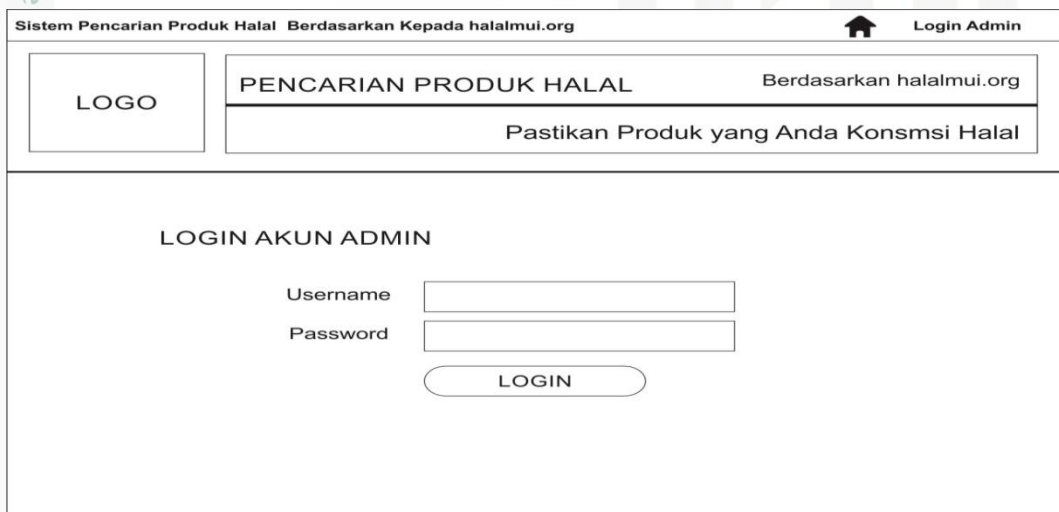 Sistem Pencarian Produk Halal Berdasarkan Kepada halalmui.org Login Admin
LOGO
PENCARIAN PRODUK HALAL Berdasarkan halalmui.org
Pastikan Produk yang Anda Konsmsi Halal
LOGIN AKUN ADMIN
Username
Password
LOGIN